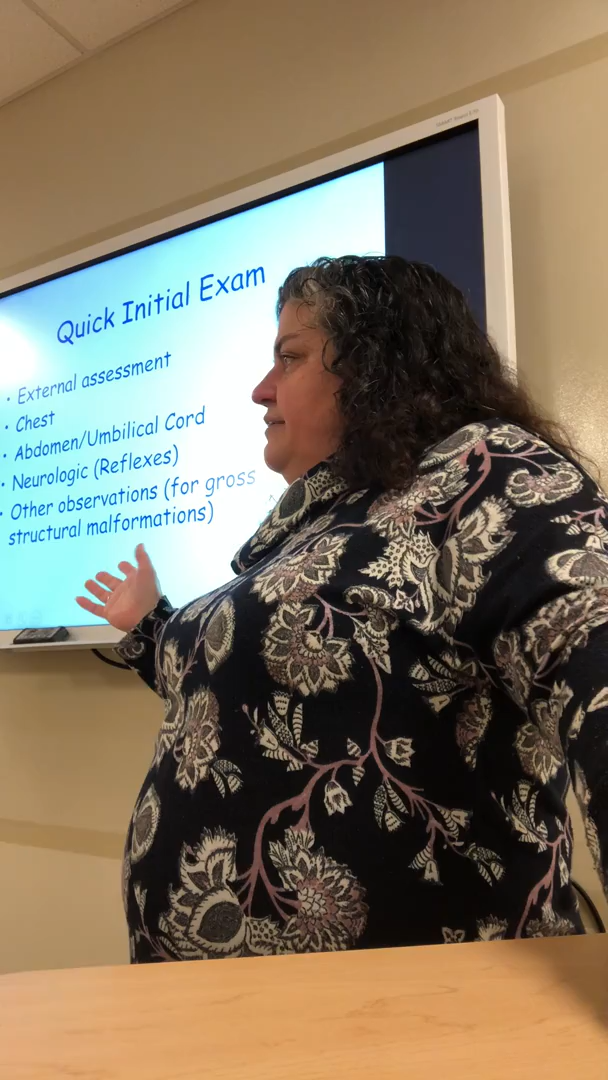 Quick Initial Exam
• External assessment
• Chest
• Abdomen/Umbilical Cord
• Neurologic (Reflexes)
• Other observations (for gross
structural malformations)